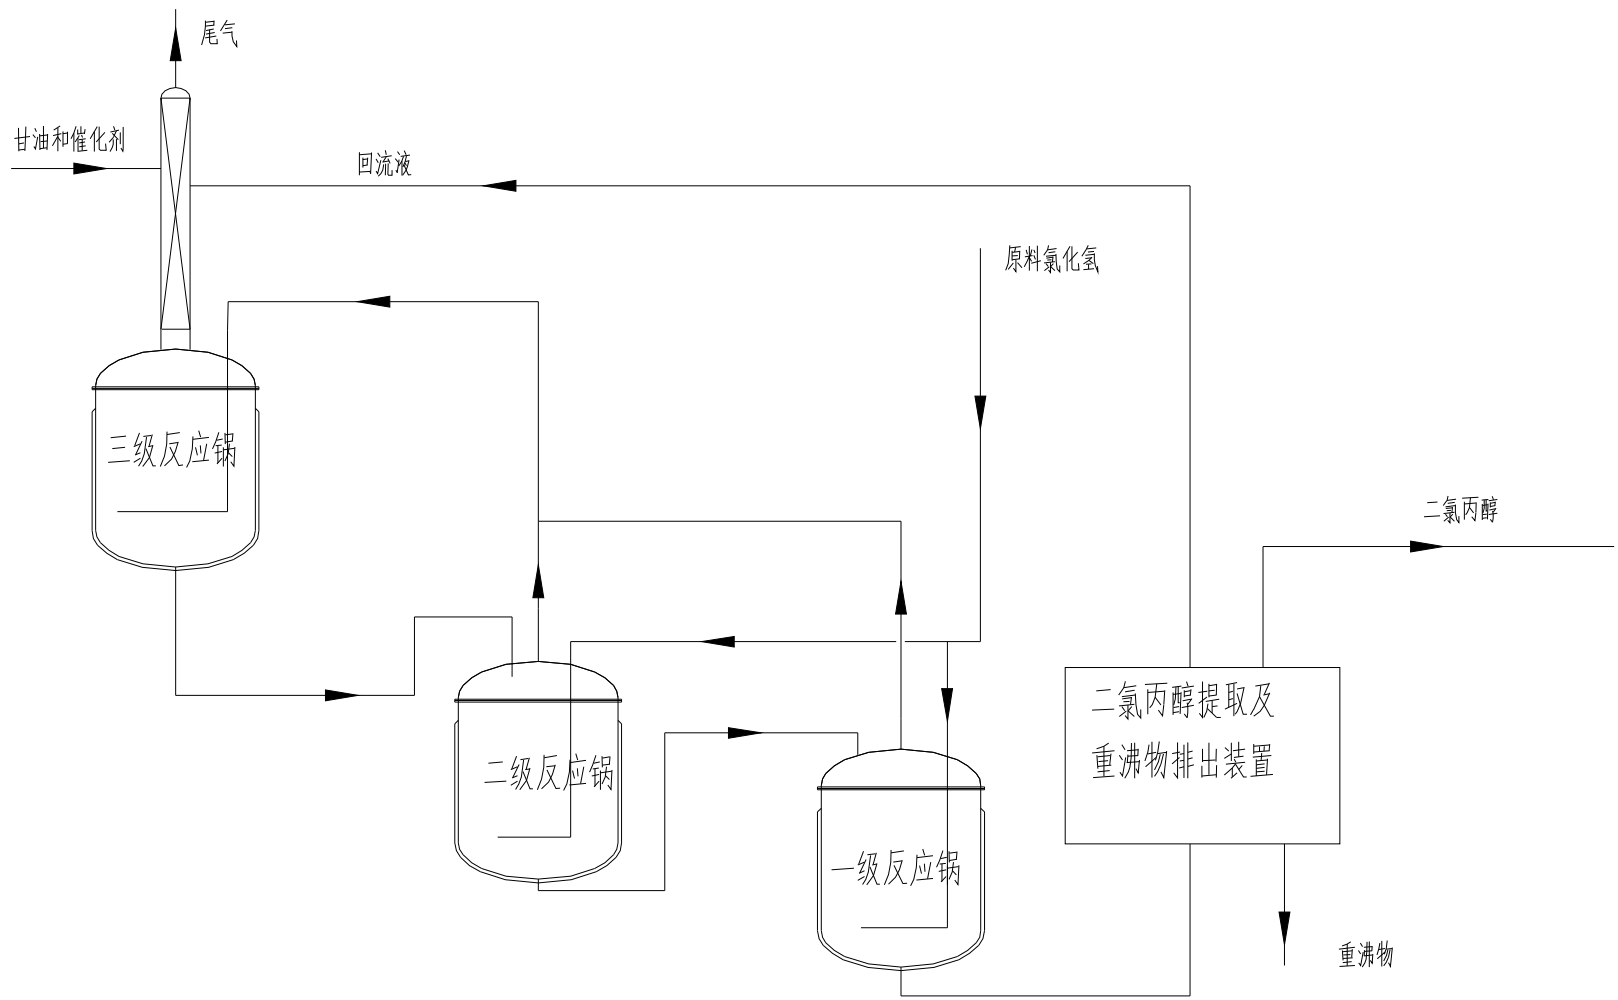 尾气
甘油和催化剂
回流液
原料氯化氢
三级反应锅
二氯丙醇
二氯丙醇提取及
重沸物排出装置
二级反应锅
一级反应锅
重沸物